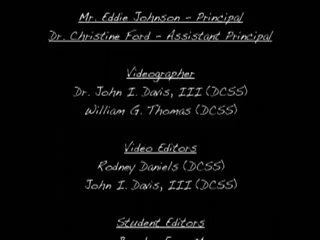 Mr. Eddie Johnson - Principal
Dr. Christine Ford - Assistant Principal
Videographer
Dr. John I. Davis, III (DCSS)
William G. Thomas (DCSS)
Video Editors
Rodney Daniels (DCSS)
John I. Davis, III (DCSS)
Student Editors